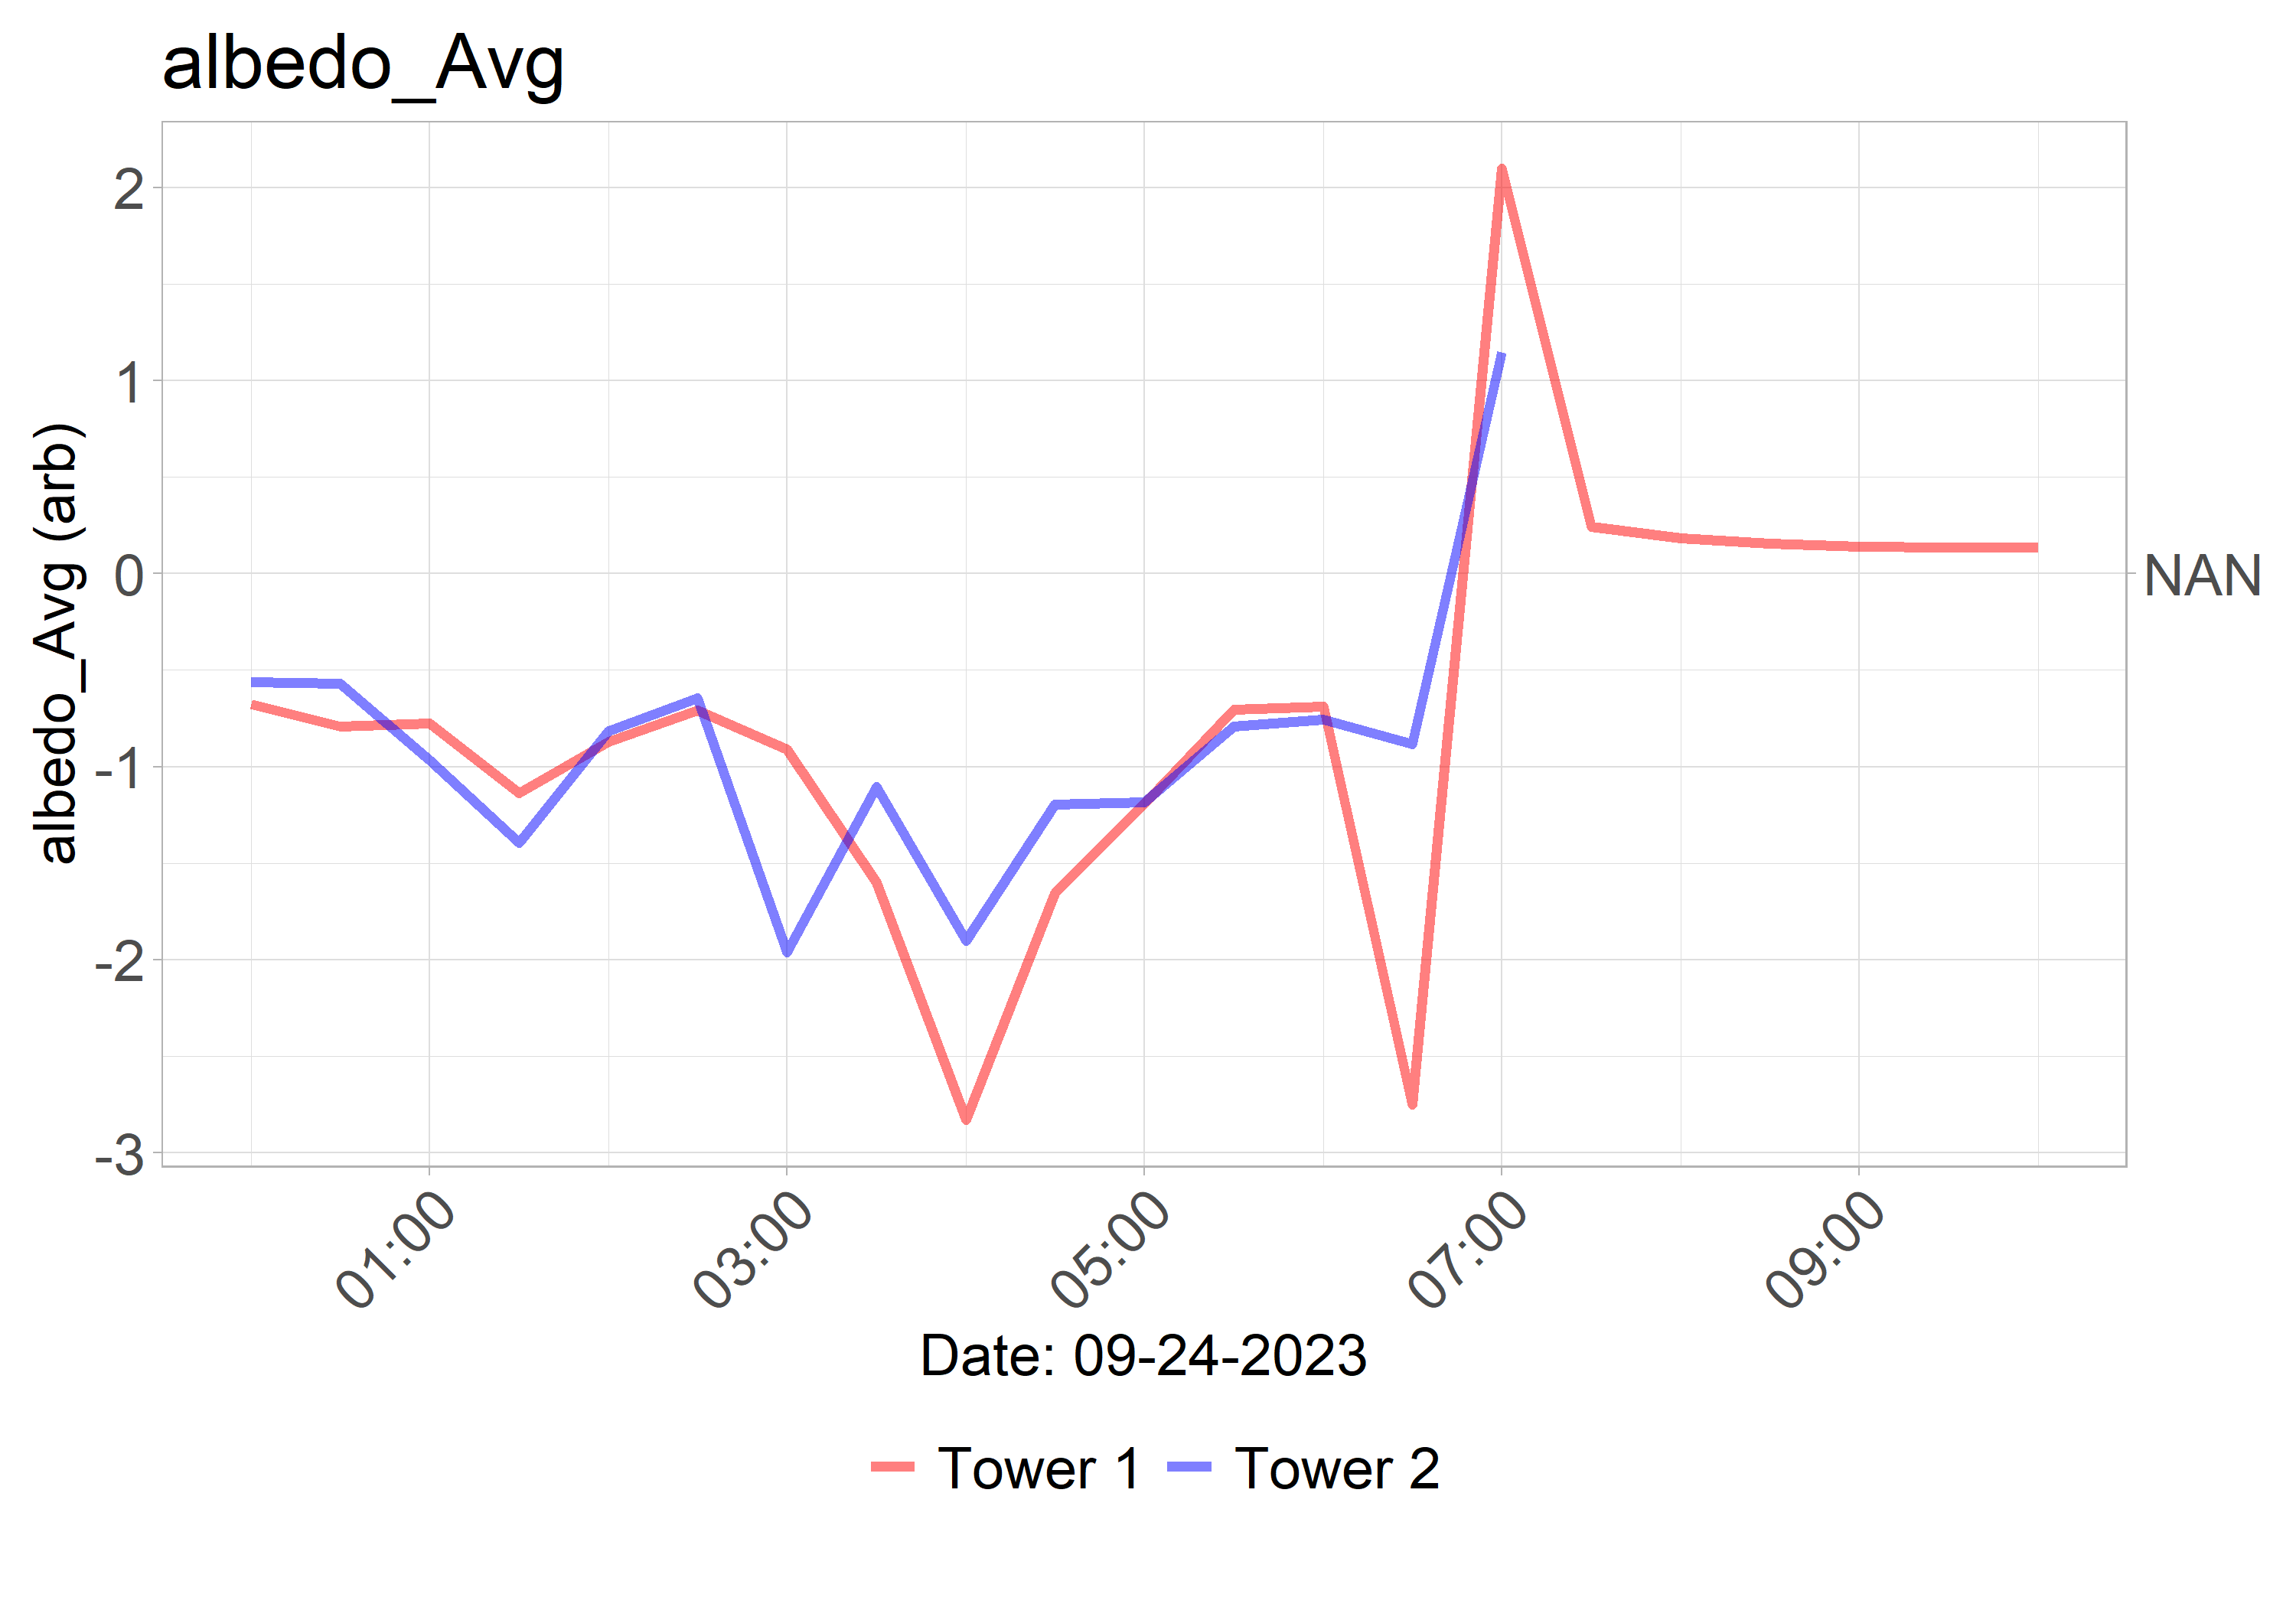 albedo_Avg
albedo_Avg (arb)
2
1
0
-1
-2
-3
NAN
01:00
03:00
05:00
07:00
09:00
Date: 09-24-2023
Tower 1
Tower 2